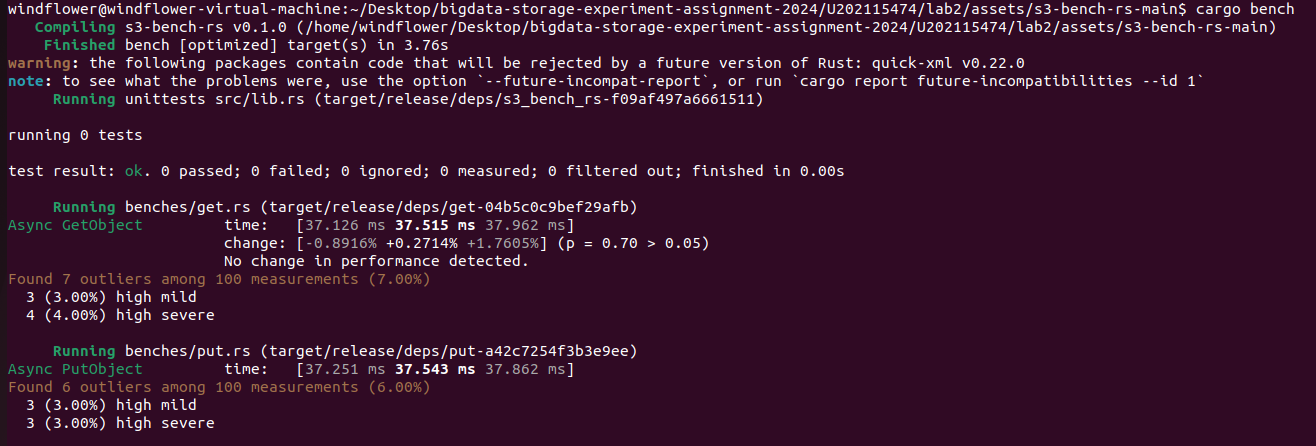 windflower@windflower-virtual-machine:~/Desktop/bigdata-storage-experiment-assignment-2024/U202115474/lab2/assets/s3-bench-rs-main$ cargo bench
   Compiling s3-bench-rs v0.1.0 (/home/windflower/Desktop/bigdata-storage-experiment-assignment-2024/U202115474/lab2/assets/s3-bench-rs-main)
    Finished bench [optimized] target(s) in 3.76s
warning: the following packages contain code that will be rejected by a future version of Rust: quick-xml v0.22.0
note: to see what the problems were, use the option `--future-incompat-report`, or run `cargo report future-incompatibilities --id 1`
     Running unittests src/lib.rs (target/release/deps/s3_bench_rs-f09af497a6661511)

running 0 tests

test result: ok. 0 passed; 0 failed; 0 ignored; 0 measured; 0 filtered out; finished in 0.00s

     Running benches/get.rs (target/release/deps/get-04b5c0c9bef29afb)
Async GetObject         time:   [37.126 ms 37.515 ms 37.962 ms]
                        change: [-0.8916% +0.2714% +1.7605%] (p = 0.70 > 0.05)
                        No change in performance detected.
Found 7 outliers among 100 measurements (7.00%)
  3 (3.00%) high mild
  4 (4.00%) high severe

     Running benches/put.rs (target/release/deps/put-a42c7254f3b3e9ee)
Async PutObject         time:   [37.251 ms 37.543 ms 37.862 ms]
Found 6 outliers among 100 measurements (6.00%)
  3 (3.00%) high mild
  3 (3.00%) high severe